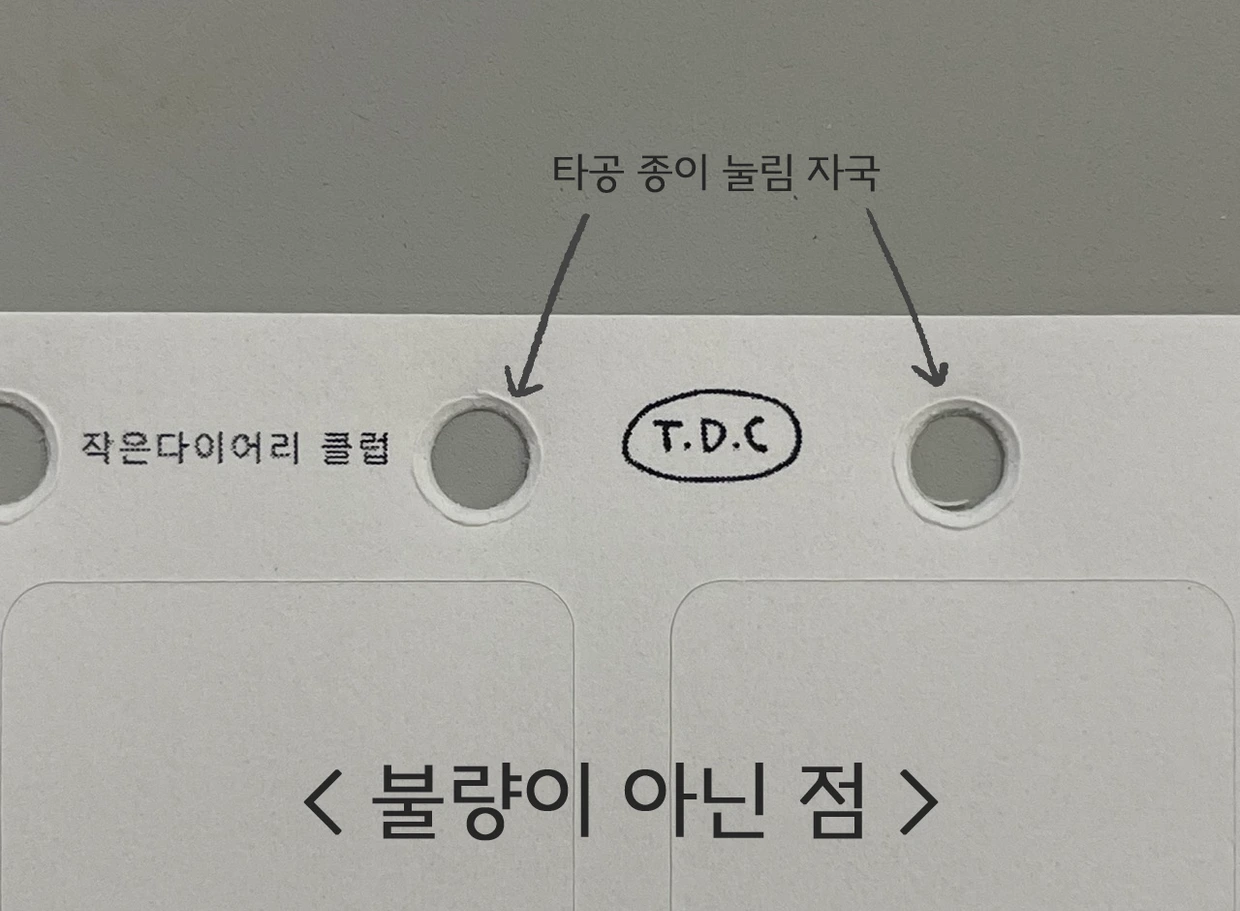 타공 종이 눌림 자국
작은다이어리 클럽
T.D.C
< 불량이 아닌 점 >